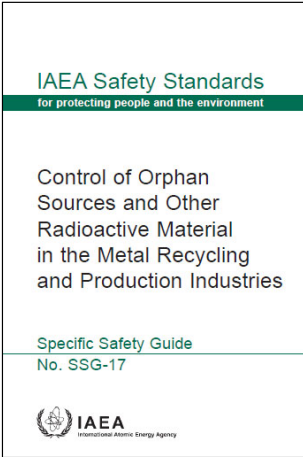 IAEA Safety Standards
for protecting people and the environment
Control of Orphan
Sources and Other
Radioactive Material
in the Metal Recycling
and Production Industries
Specific Safety Guide
No. SSG-17
IAEA
International Atomic Energy Agency